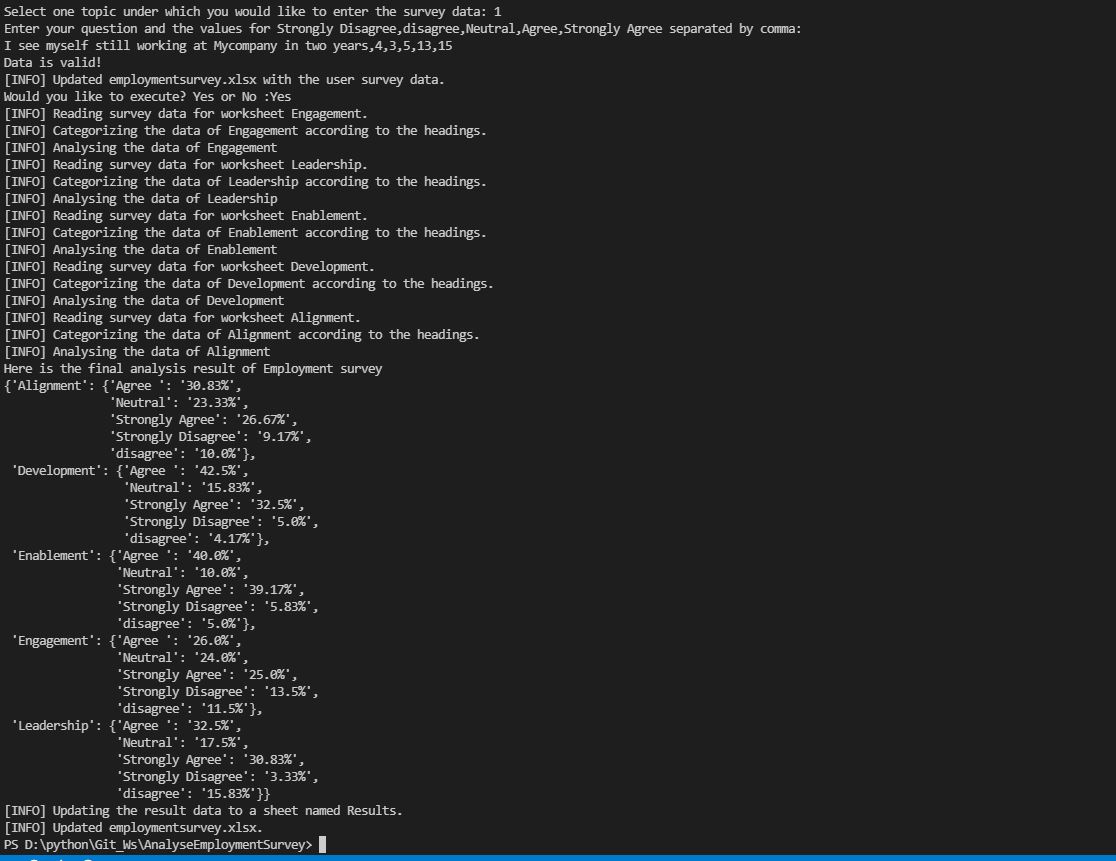 Select one topic under which you would like to enter the survey data: 1
Enter your question and the values for Strongly Disagree,disagree,Neutral,Agree,Strongly Agree separated by comma:
I see myself still working at Mycompany in two years,4,3,5,13,15
Data is valid!
[INFO] Updated employmentsurvey.xlsx with the user survey data.
Would you like to execute? Yes or No :Yes
[INFO] Reading survey data for worksheet Engagement.
[INFO] Categorizing the data of Engagement according to the headings.
[INFO] Analysing the data of Engagement
[INFO] Reading survey data for worksheet Leadership.
[INFO] Categorizing the data of Leadership according to the headings.
[INFO] Analysing the data of Leadership
[INFO] Reading survey data for worksheet Enablement.
[INFO] Categorizing the data of Enablement according to the headings.
[INFO] Analysing the data of Enablement
[INFO] Reading survey data for worksheet Development.
[INFO] Categorizing the data of Development according to the headings.
[INFO] Analysing the data of Development
[INFO] Reading survey data for worksheet Alignment.
[INFO] Categorizing the data of Alignment according to the headings.
[INFO] Analysing the data of Alignment
Here is the final analysis result of Employment survey
{'Alignment': {'Agree ': '30.83%',
               'Neutral': '23.33%',
               'Strongly Agree': '26.67%',
               'Strongly Disagree': '9.17%',
               'disagree': '10.0%'},
 'Development': {'Agree ': '42.5%',
                 'Neutral': '15.83%',
                 'Strongly Agree': '32.5%',
                 'Strongly Disagree': '5.0%',
                 'disagree': '4.17%'},
 'Enablement': {'Agree ': '40.0%',
                'Neutral': '10.0%',
                'Strongly Agree': '39.17%',
                'Strongly Disagree': '5.83%',
                'disagree': '5.0%'},
 'Engagement': {'Agree ': '26.0%',
                'Neutral': '24.0%',
                'Strongly Agree': '25.0%',
                'Strongly Disagree': '13.5%',
                'disagree': '11.5%'},
 'Leadership': {'Agree ': '32.5%',
                'Neutral': '17.5%',
                'Strongly Agree': '30.83%',
                'Strongly Disagree': '3.33%',
                'disagree': '15.83%'}}
[INFO] Updating the result data to a sheet named Results.
[INFO] Updated employmentsurvey.xlsx.
PS D:\python\Git_Ws\AnalyseEmploymentSurvey>